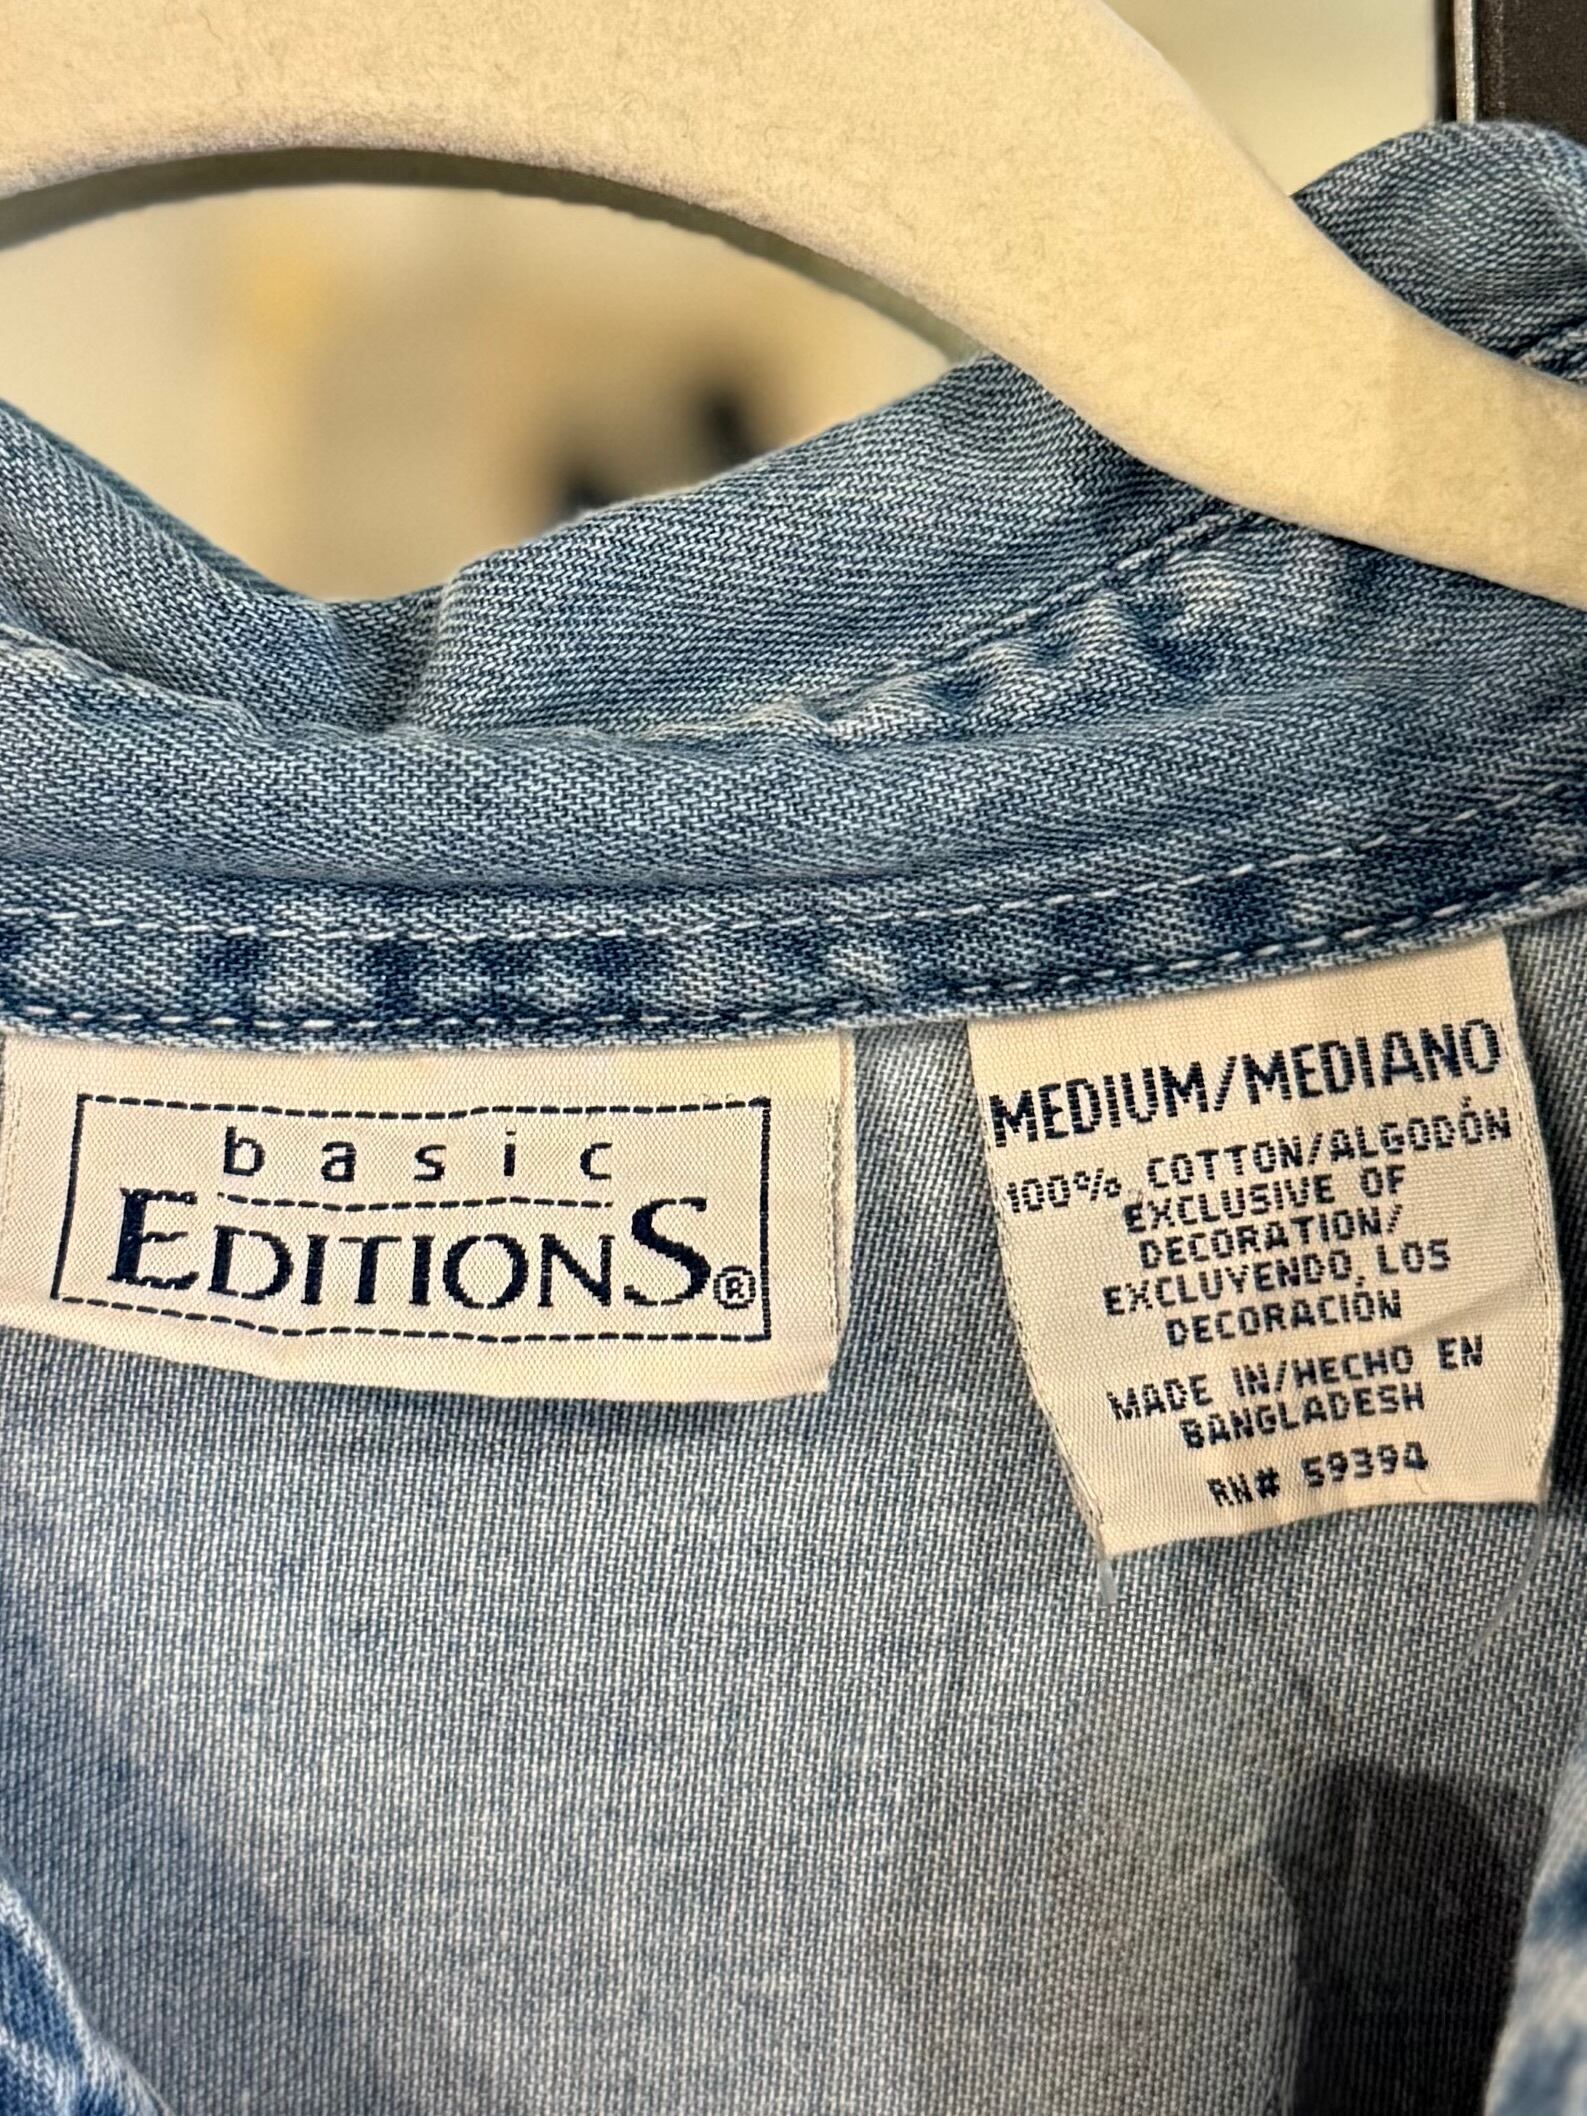 basic
EDITIONS®
MEDIUM/MEDIANO
100% COTTON/ALGODÓN
EXCLUSIVE OF
DECORATION/
EXCLUYENDO LOS
DECORACIÓN
MADE IN/HECHO EN
BANGLADESH
RN# 59394